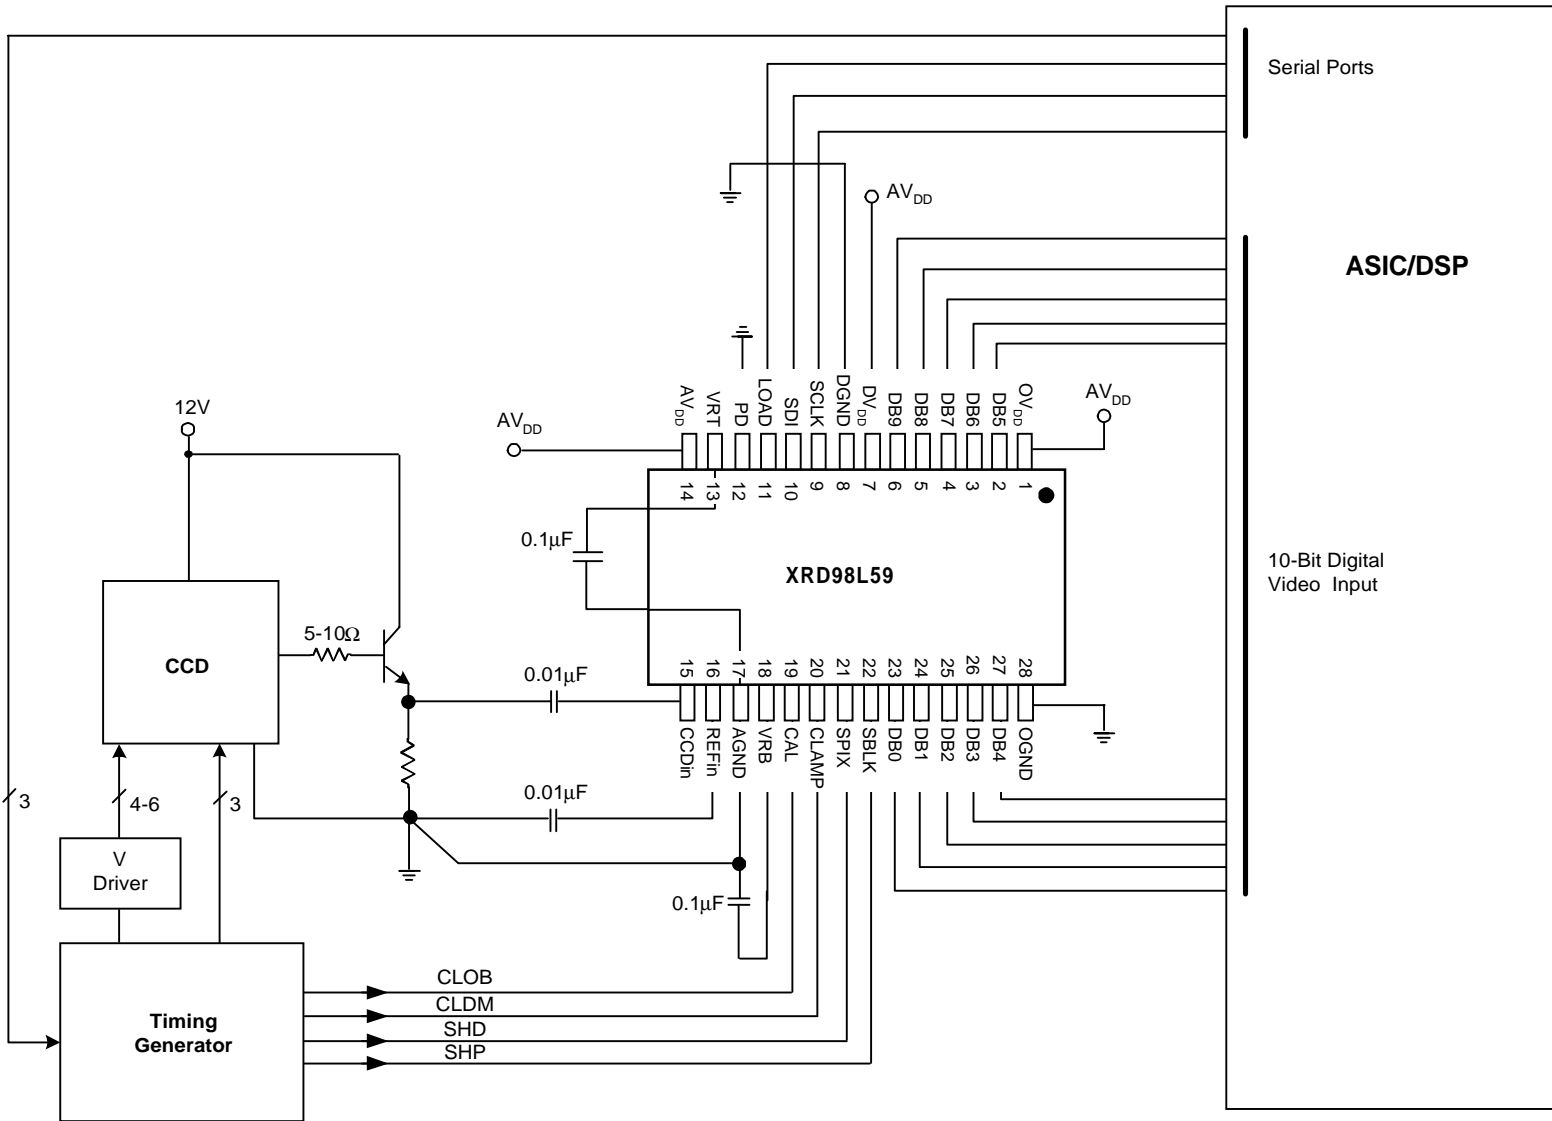 Serial Ports
AVDD
ASIC/DSP
AVDD
VRT
PD
LOAD
SDI
SCLK
DGND
DVDD
DB9
DB8
DB7
DB6
DB5
OVDD
AVDD
12V
AVDD
14
13
12
11
10
9
8
7
6
5
4
3
2
1
0.1µF
XRD98L59
10-Bit Digital
Video Input
5-10Ω
CCD
0.01µF
15
16
17
18
19
20
21
22
23
24
25
26
27
28
CCDin
REFin
AGND
VRB
CAL
CLAMP
SPIX
SBLK
DB0
DB1
DB2
DB3
DB4
OGND
3
4-6
3
0.01µF
V
Driver
0.1µF
CLOB
CLDM
SHD
SHP
Timing
Generator